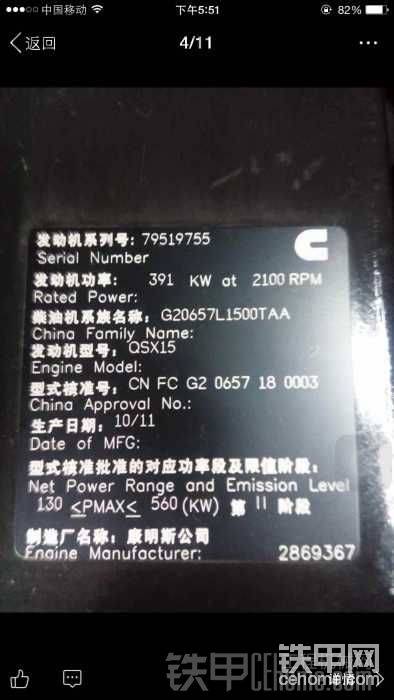 中国移动
下午5:51
82%
返回
4/11
发动机系列号: 79519755
Serial Number
发动机功率: 391 KW at 2100 RPM
Rated Power:
柴油机系族名称: G20657L1500TAA
China Family Name:
发动机型号: QSX15
Engine Model:
型式核准号: CN FC G2 0657 18 0003
China Approval No.:
生产日期: 10/11
Date of MFG:
型式核准批准的对应功率段及限值阶段:
Net Power Range and Emission Level
130 ≤PMAX≤ 560 (KW) 第 II 阶段
制造厂名称: 康明斯公司
Engine Manufacturer: 2869367
铁甲网
cehome.com
详情